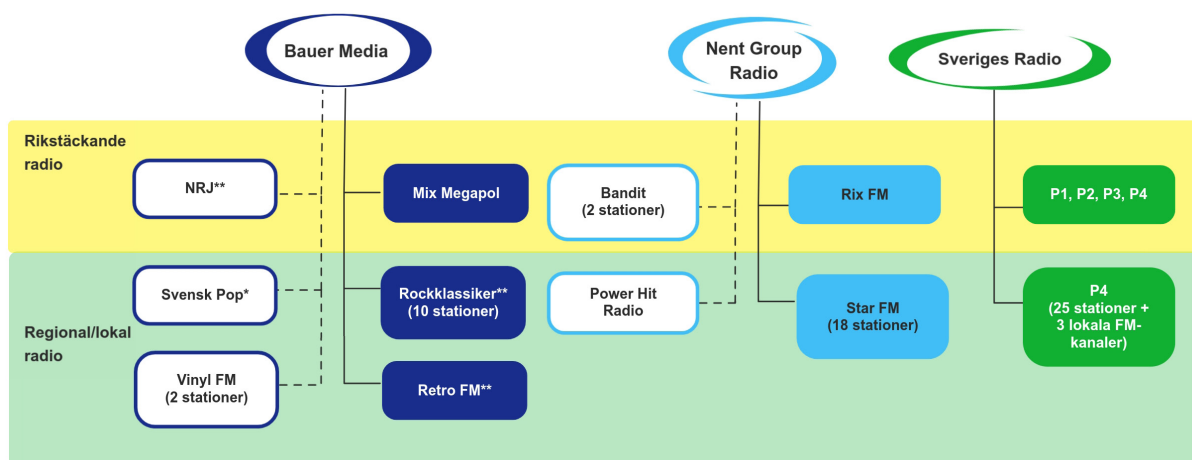 Bauer Media
Nent Group
Radio
Sveriges Radio
Rikstäckande
radio
NRJ**
Mix Megapol
Bandit
(2 stationer)
Rix FM
P1, P2, P3, P4
Regional/lokal
radio
Svensk Pop*
Rockklassiker**
(10 stationer)
Power Hit
Radio
Star FM
(18 stationer)
P4
(25 stationer +
3 lokala FM-
kanaler)
Vinyl FM
(2 stationer)
Retro FM**